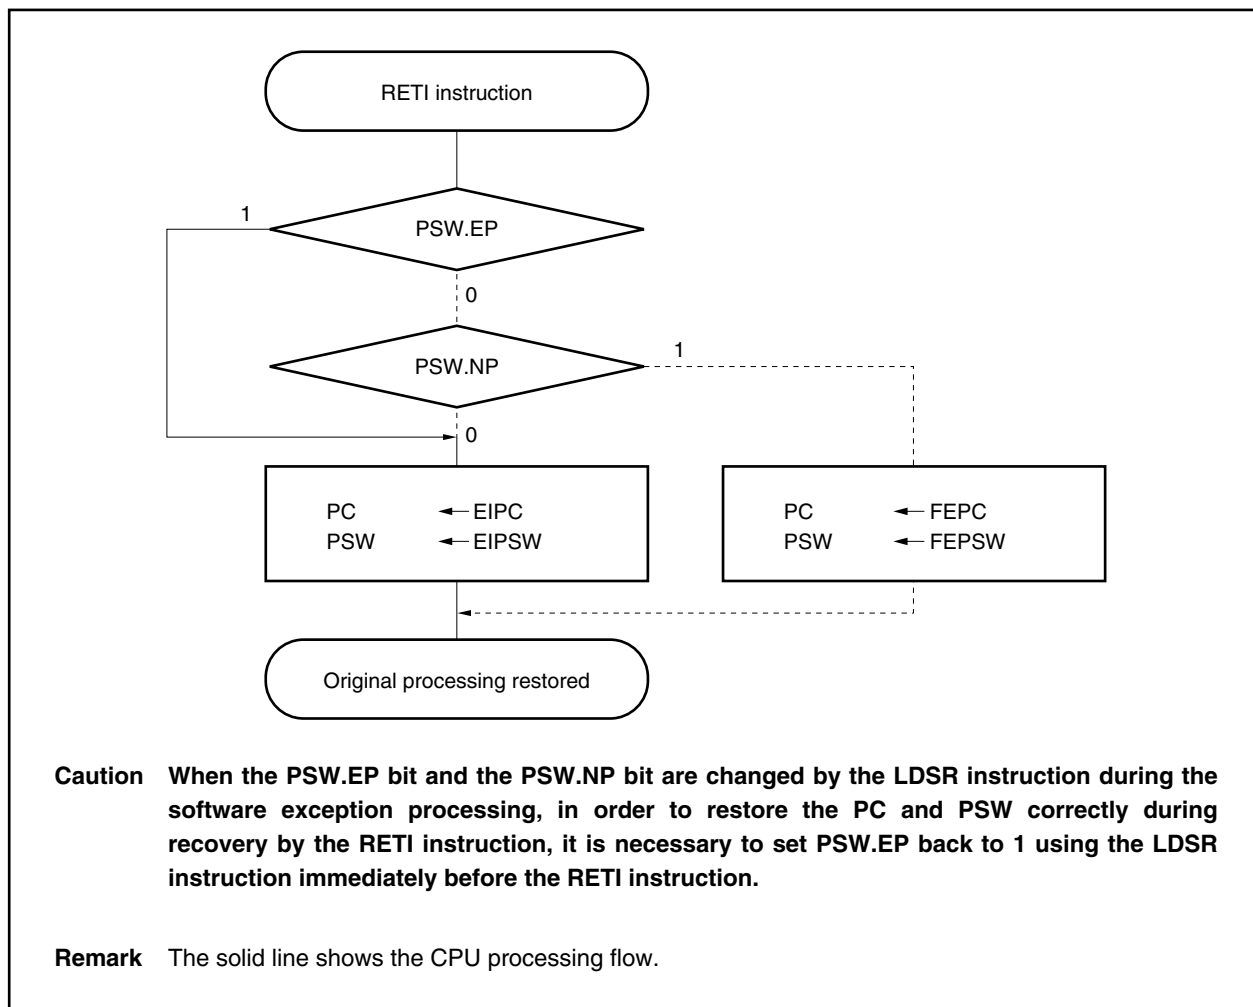 RETI instruction
1
PSW.EP
0
1
PSW.NP
0
PC ← EIPC
PSW ← EIPSW
PC ← FEPC
PSW ← FEPSW
Original processing restored
Caution When the PSW.EP bit and the PSW.NP bit are changed by the LDSR instruction during the
software exception processing, in order to restore the PC and PSW correctly during
recovery by the RETI instruction, it is necessary to set PSW.EP back to 1 using the LDSR
instruction immediately before the RETI instruction.
Remark The solid line shows the CPU processing flow.